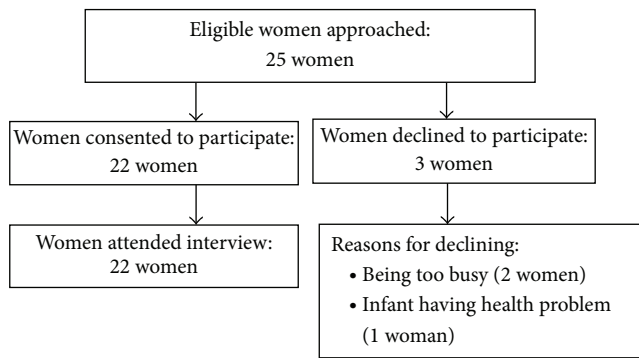 Eligible women approached:
25 women
Women consented to participate:
22 women
Women declined to participate:
3 women
Women attended interview:
22 women
Reasons for declining:
• Being too busy (2 women)
• Infant having health problem
(1 woman)